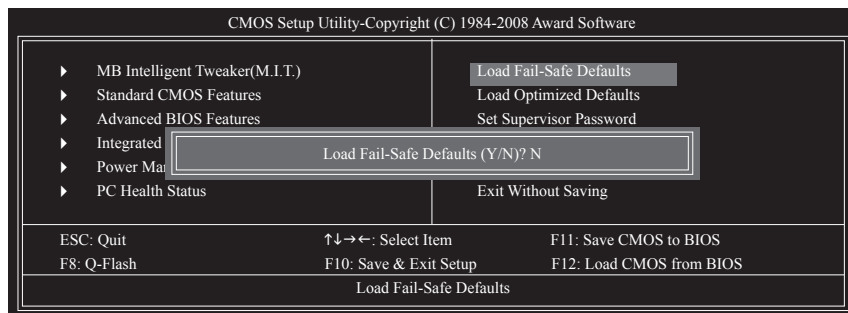 CMOS Setup Utility-Copyright (C) 1984-2008 Award Software
MB Intelligent Tweaker(M.I.T.)
Standard CMOS Features
Advanced BIOS Features
Integrated
Power Ma
PC Health Status
Load Fail-Safe Defaults
Load Optimized Defaults
Set Supervisor Password
Exit Without Saving
Load Fail-Safe Defaults (Y/N)? N
ESC: Quit ↑↓→←: Select Item F11: Save CMOS to BIOS
F8: Q-Flash F10: Save & Exit Setup F12: Load CMOS from BIOS
Load Fail-Safe Defaults